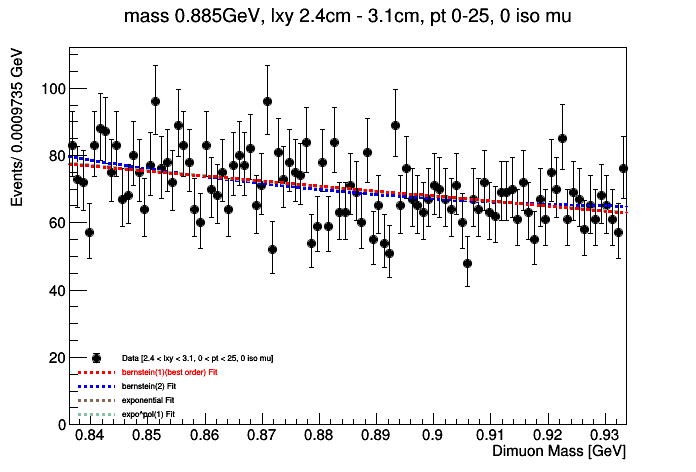 mass 0.885GeV, lxy 2.4cm - 3.1cm, pt 0-25, 0 iso mu
Events/ 0.0009735 GeV
100
80
60
40
20
0
Data [2.4 < lxy < 3.1, 0 < pt < 25, 0 iso mu]
bernstein(1)(best order) Fit
bernstein(2) Fit
exponential Fit
expo*pol(1) Fit
0.84 0.85 0.86 0.87 0.88 0.89 0.9 0.91 0.92 0.93
Dimuon Mass [GeV]